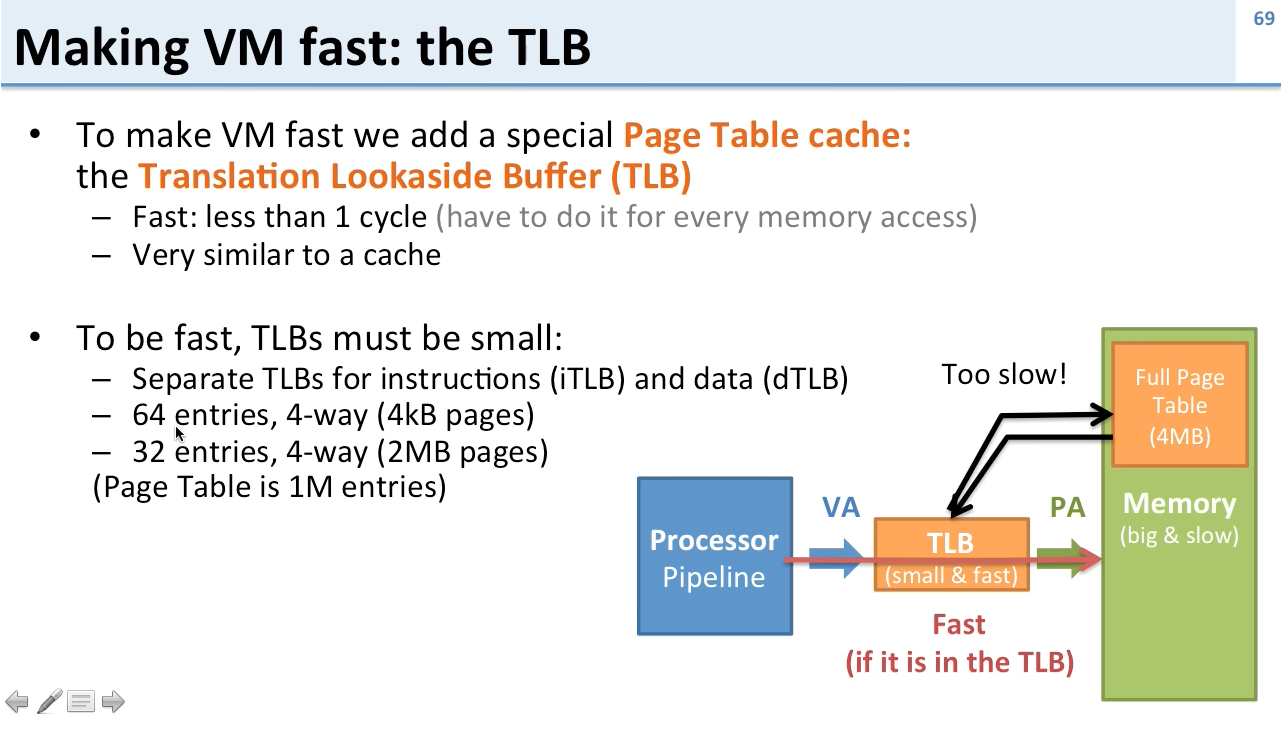 69
Making VM fast: the TLB
• To make VM fast we add a special Page Table cache:
the Translation Lookaside Buffer (TLB)
– Fast: less than 1 cycle (have to do it for every memory access)
– Very similar to a cache
• To be fast, TLBs must be small:
– Separate TLBs for instructions (iTLB) and data (dTLB)
– 64 entries, 4-way (4kB pages)
– 32 entries, 4-way (2MB pages)
(Page Table is 1M entries)
Too slow!
Full Page
Table
(4MB)
Processor
Pipeline
VA
TLB
(small & fast)
PA
Memory
(big & slow)
Fast
(if it is in the TLB)